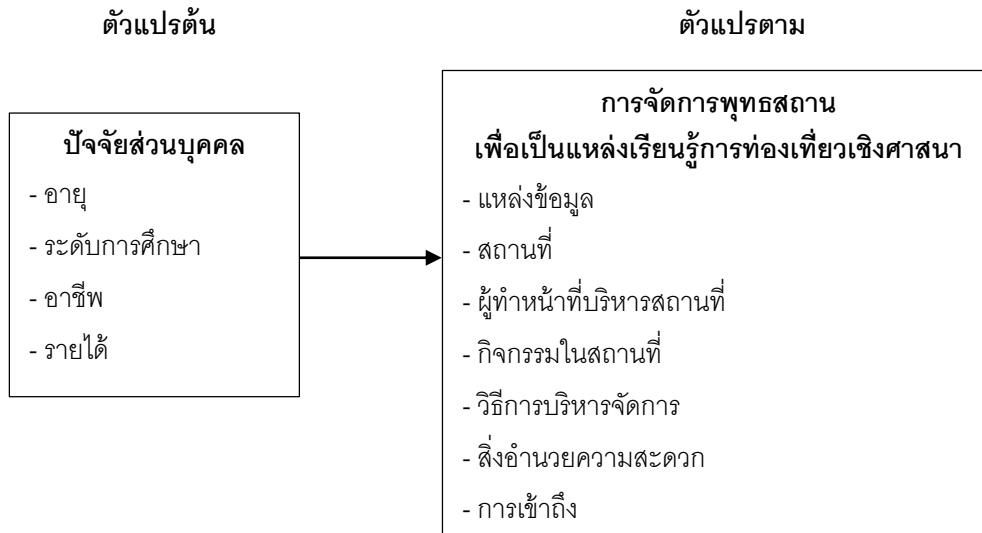 ตัวแปรต้น
ตัวแปรตาม
ปัจจัยส่วนบุคคล
- อายุ
- ระดับการศึกษา
- อาชีพ
- รายได้
การจัดการพุทธสถาน
เพื่อเป็นแหล่งเรียนรู้การท่องเที่ยวเชิงศาสนา
- แหล่งข้อมูล
- สถานที่
- ผู้ทำหน้าที่บริหารสถานที่
- กิจกรรมในสถานที่
- วิธีการบริหารจัดการ
- สิ่งอำนวยความสะดวก
- การเข้าถึง